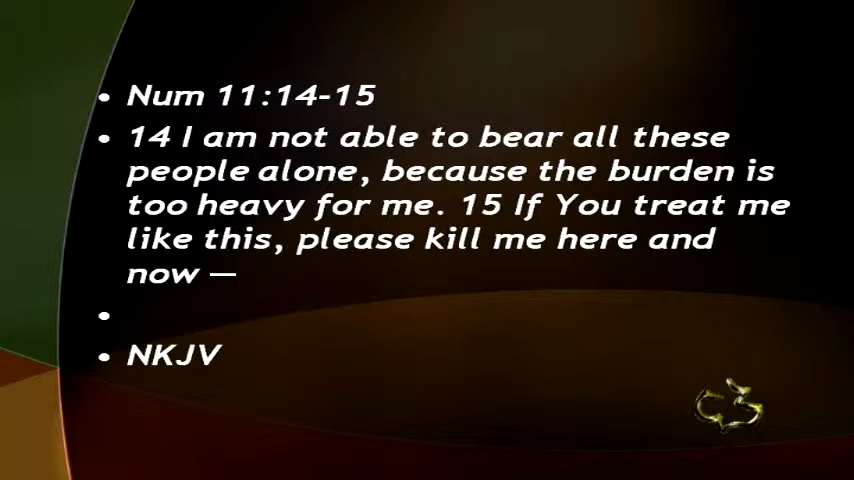 • Num 11:14-15
• 14 I am not able to bear all these
people alone, because the burden is
too heavy for me. 15 If You treat me
like this, please kill me here and
now —
•
• NKJV
C3